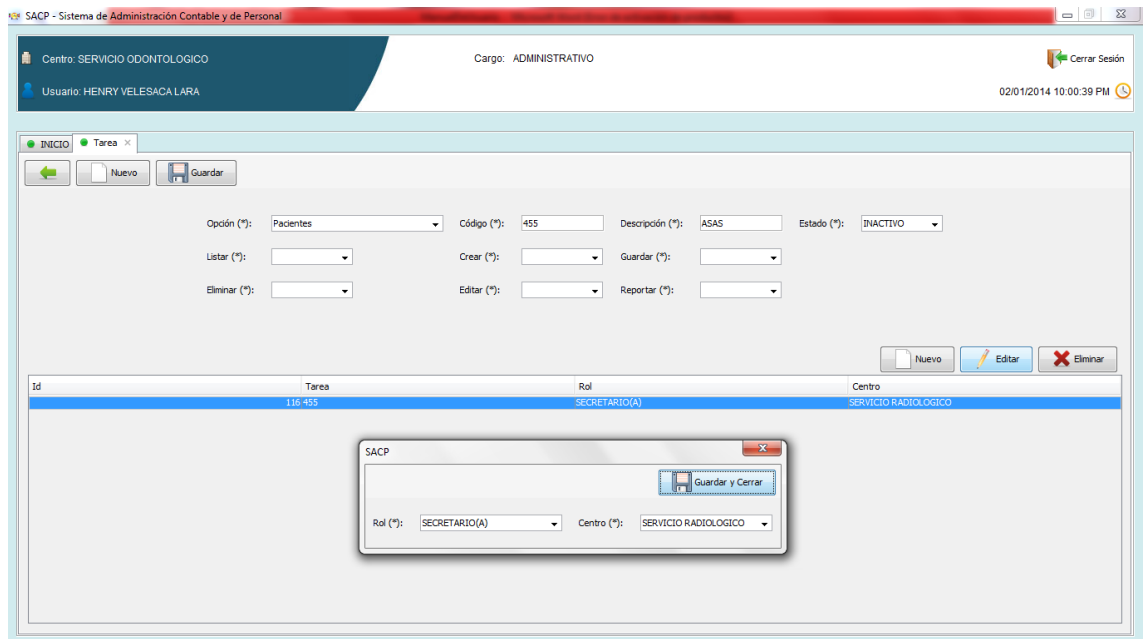 SACP - Sistema de Administración Contable y de Personal
Centro: SERVICIO ODONTOLOGICO Cargo: ADMINISTRATIVO Cerrar Sesión
Usuario: HENRY VELESACA LARA 02/01/2014 10:00:39 PM
INICIO Tarea
Nuevo Guardar
Opción (*): Pacientes Código (*): 455 Descripción (*): ASAS Estado (*): INACTIVO
Listar (*): Crear (*): Guardar (*):
Eliminar (*): Editar (*): Reportar (*):
Nuevo Editar Eliminar
Id Tarea Rol Centro
116 455 SECRETARIO(A) SERVICIO RADIOLOGICO
SACP
Guardar y Cerrar
Rol (*): SECRETARIO(A) Centro (*): SERVICIO RADIOLOGICO